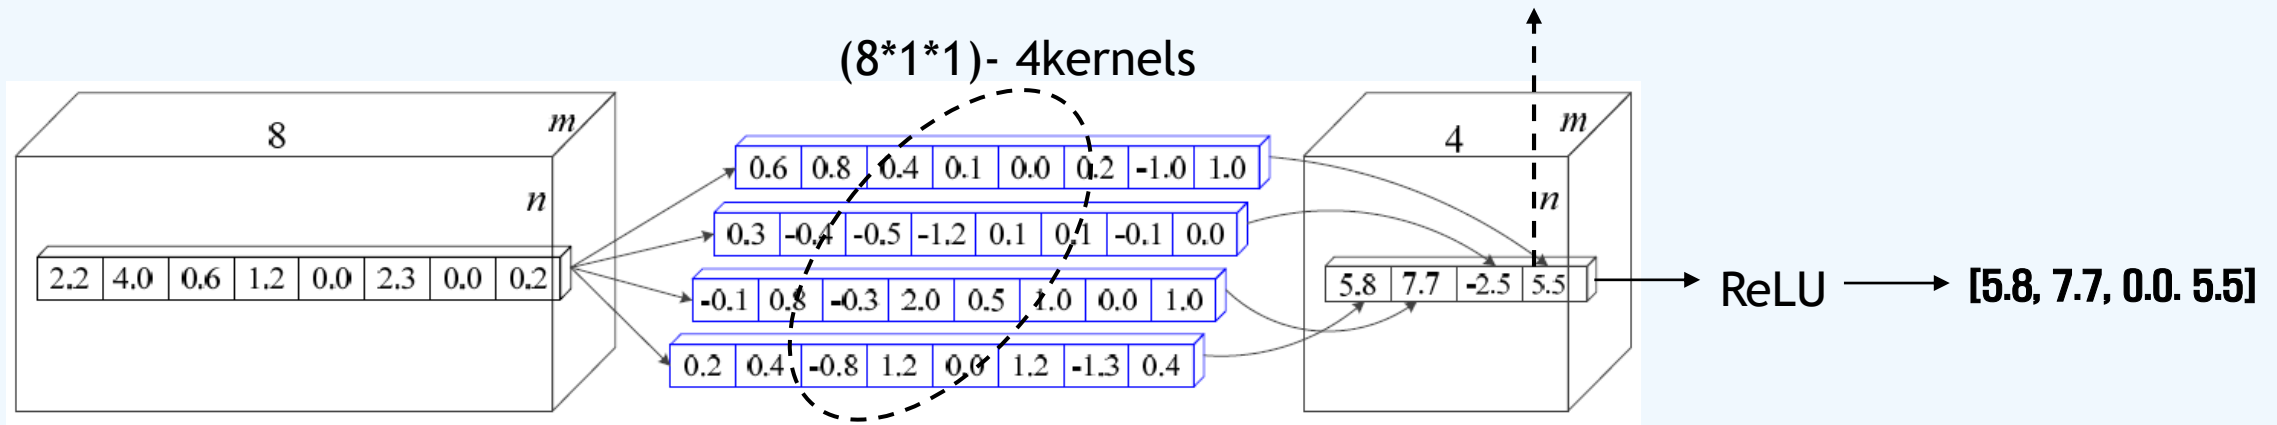 (8*1*1)- 4kernels
8
m
n
2.2 4.0 0.6 1.2 0.0 2.3 0.0 0.2
0.6 0.8 0.4 0.1 0.0 0.2 -1.0 1.0
0.3 -0.4 -0.5 -1.2 0.1 0.1 -0.1 0.0
-0.1 0.8 -0.3 2.0 0.5 1.0 0.0 1.0
0.2 0.4 -0.8 1.2 0.0 1.2 -1.3 0.4
4
m
n
5.8 7.7 -2.5 5.5
ReLU
[5.8, 7.7, 0.0. 5.5]